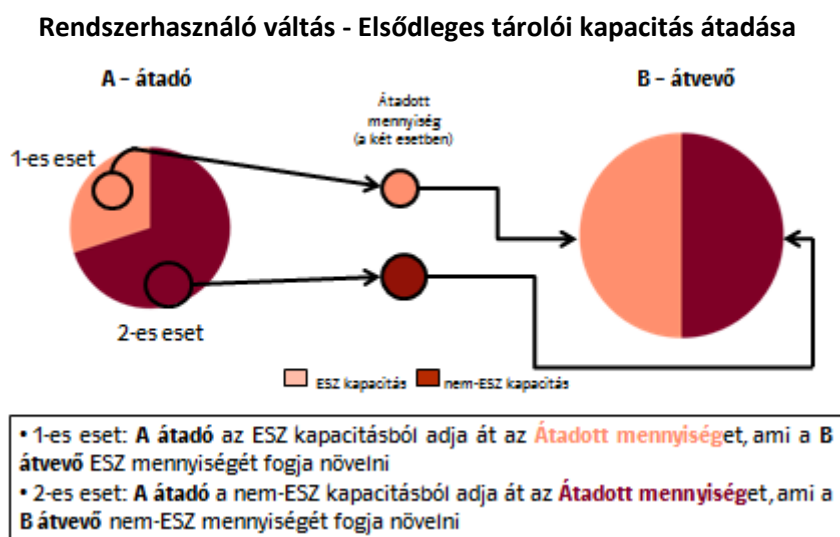 Rendszerhasználó váltás - Elsődleges tárolói kapacitás átadása
A – átadó
B – átvevő
Átadott
mennyiség
(a két esetben)
1-es eset
2-es eset
ESZ kapacitás
nem-ESZ kapacitás
• 1-es eset: A átadó az ESZ kapacitásból adja át az Átadott mennyiséget, ami a B
átvevő ESZ mennyiségét fogja növelni
• 2-es eset: A átadó a nem-ESZ kapacitásból adja át az Átadott mennyiséget, ami a
B átvevő nem-ESZ mennyiségét fogja növelni